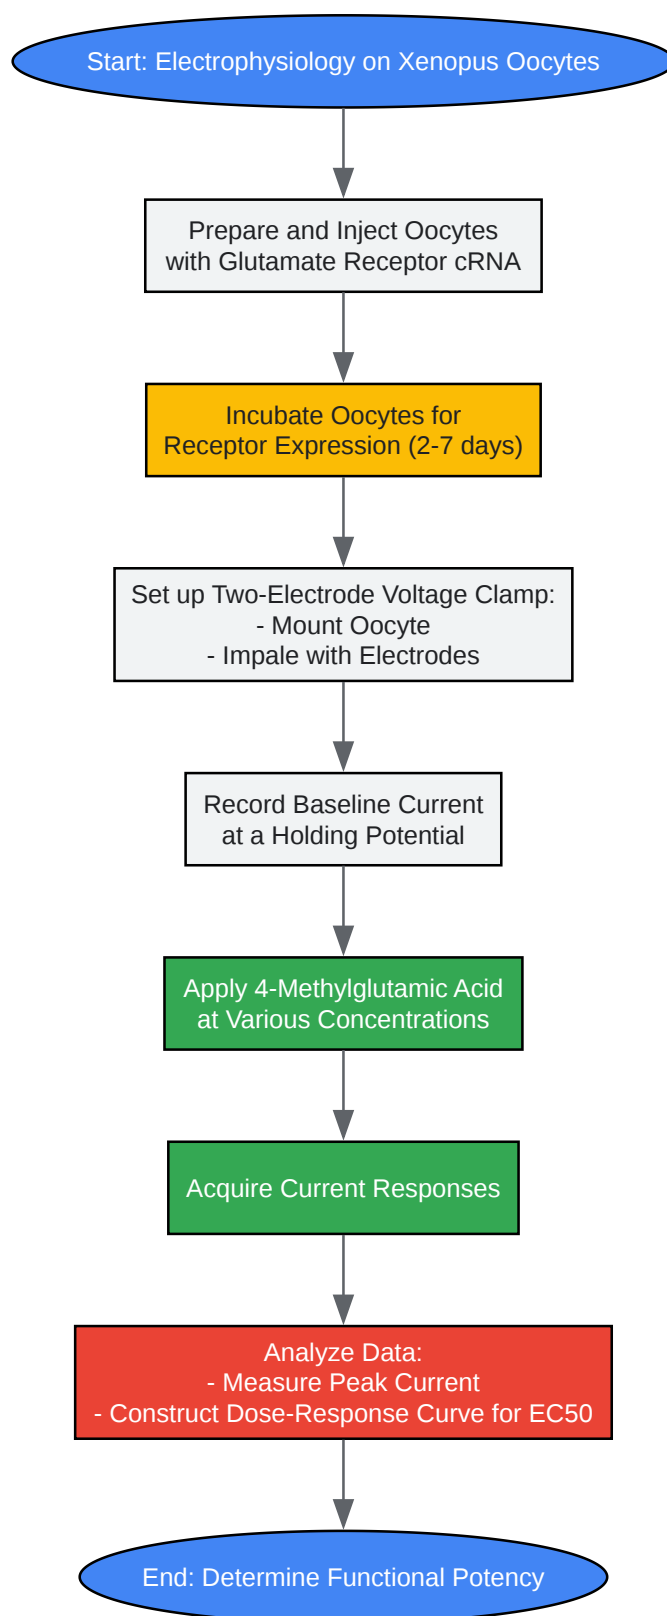 Start: Electrophysiology on Xenopus Oocytes
Prepare and Inject Oocytes
with Glutamate Receptor cRNA
Incubate Oocytes for
Receptor Expression (2-7 days)
Set up Two-Electrode Voltage Clamp:
- Mount Oocyte
- Impale with Electrodes
Record Baseline Current
at a Holding Potential
Apply 4-Methylglutamic Acid
at Various Concentrations
Acquire Current Responses
Analyze Data:
- Measure Peak Current
- Construct Dose-Response Curve for EC50
End: Determine Functional Potency